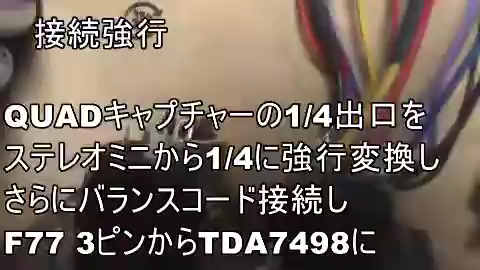 接続強行
QUADキャプチャーの1/4出口を
ステレオミニから1/4に強行変換し
さらにバランスコード接続し
F77 3ピンからTDA7498に